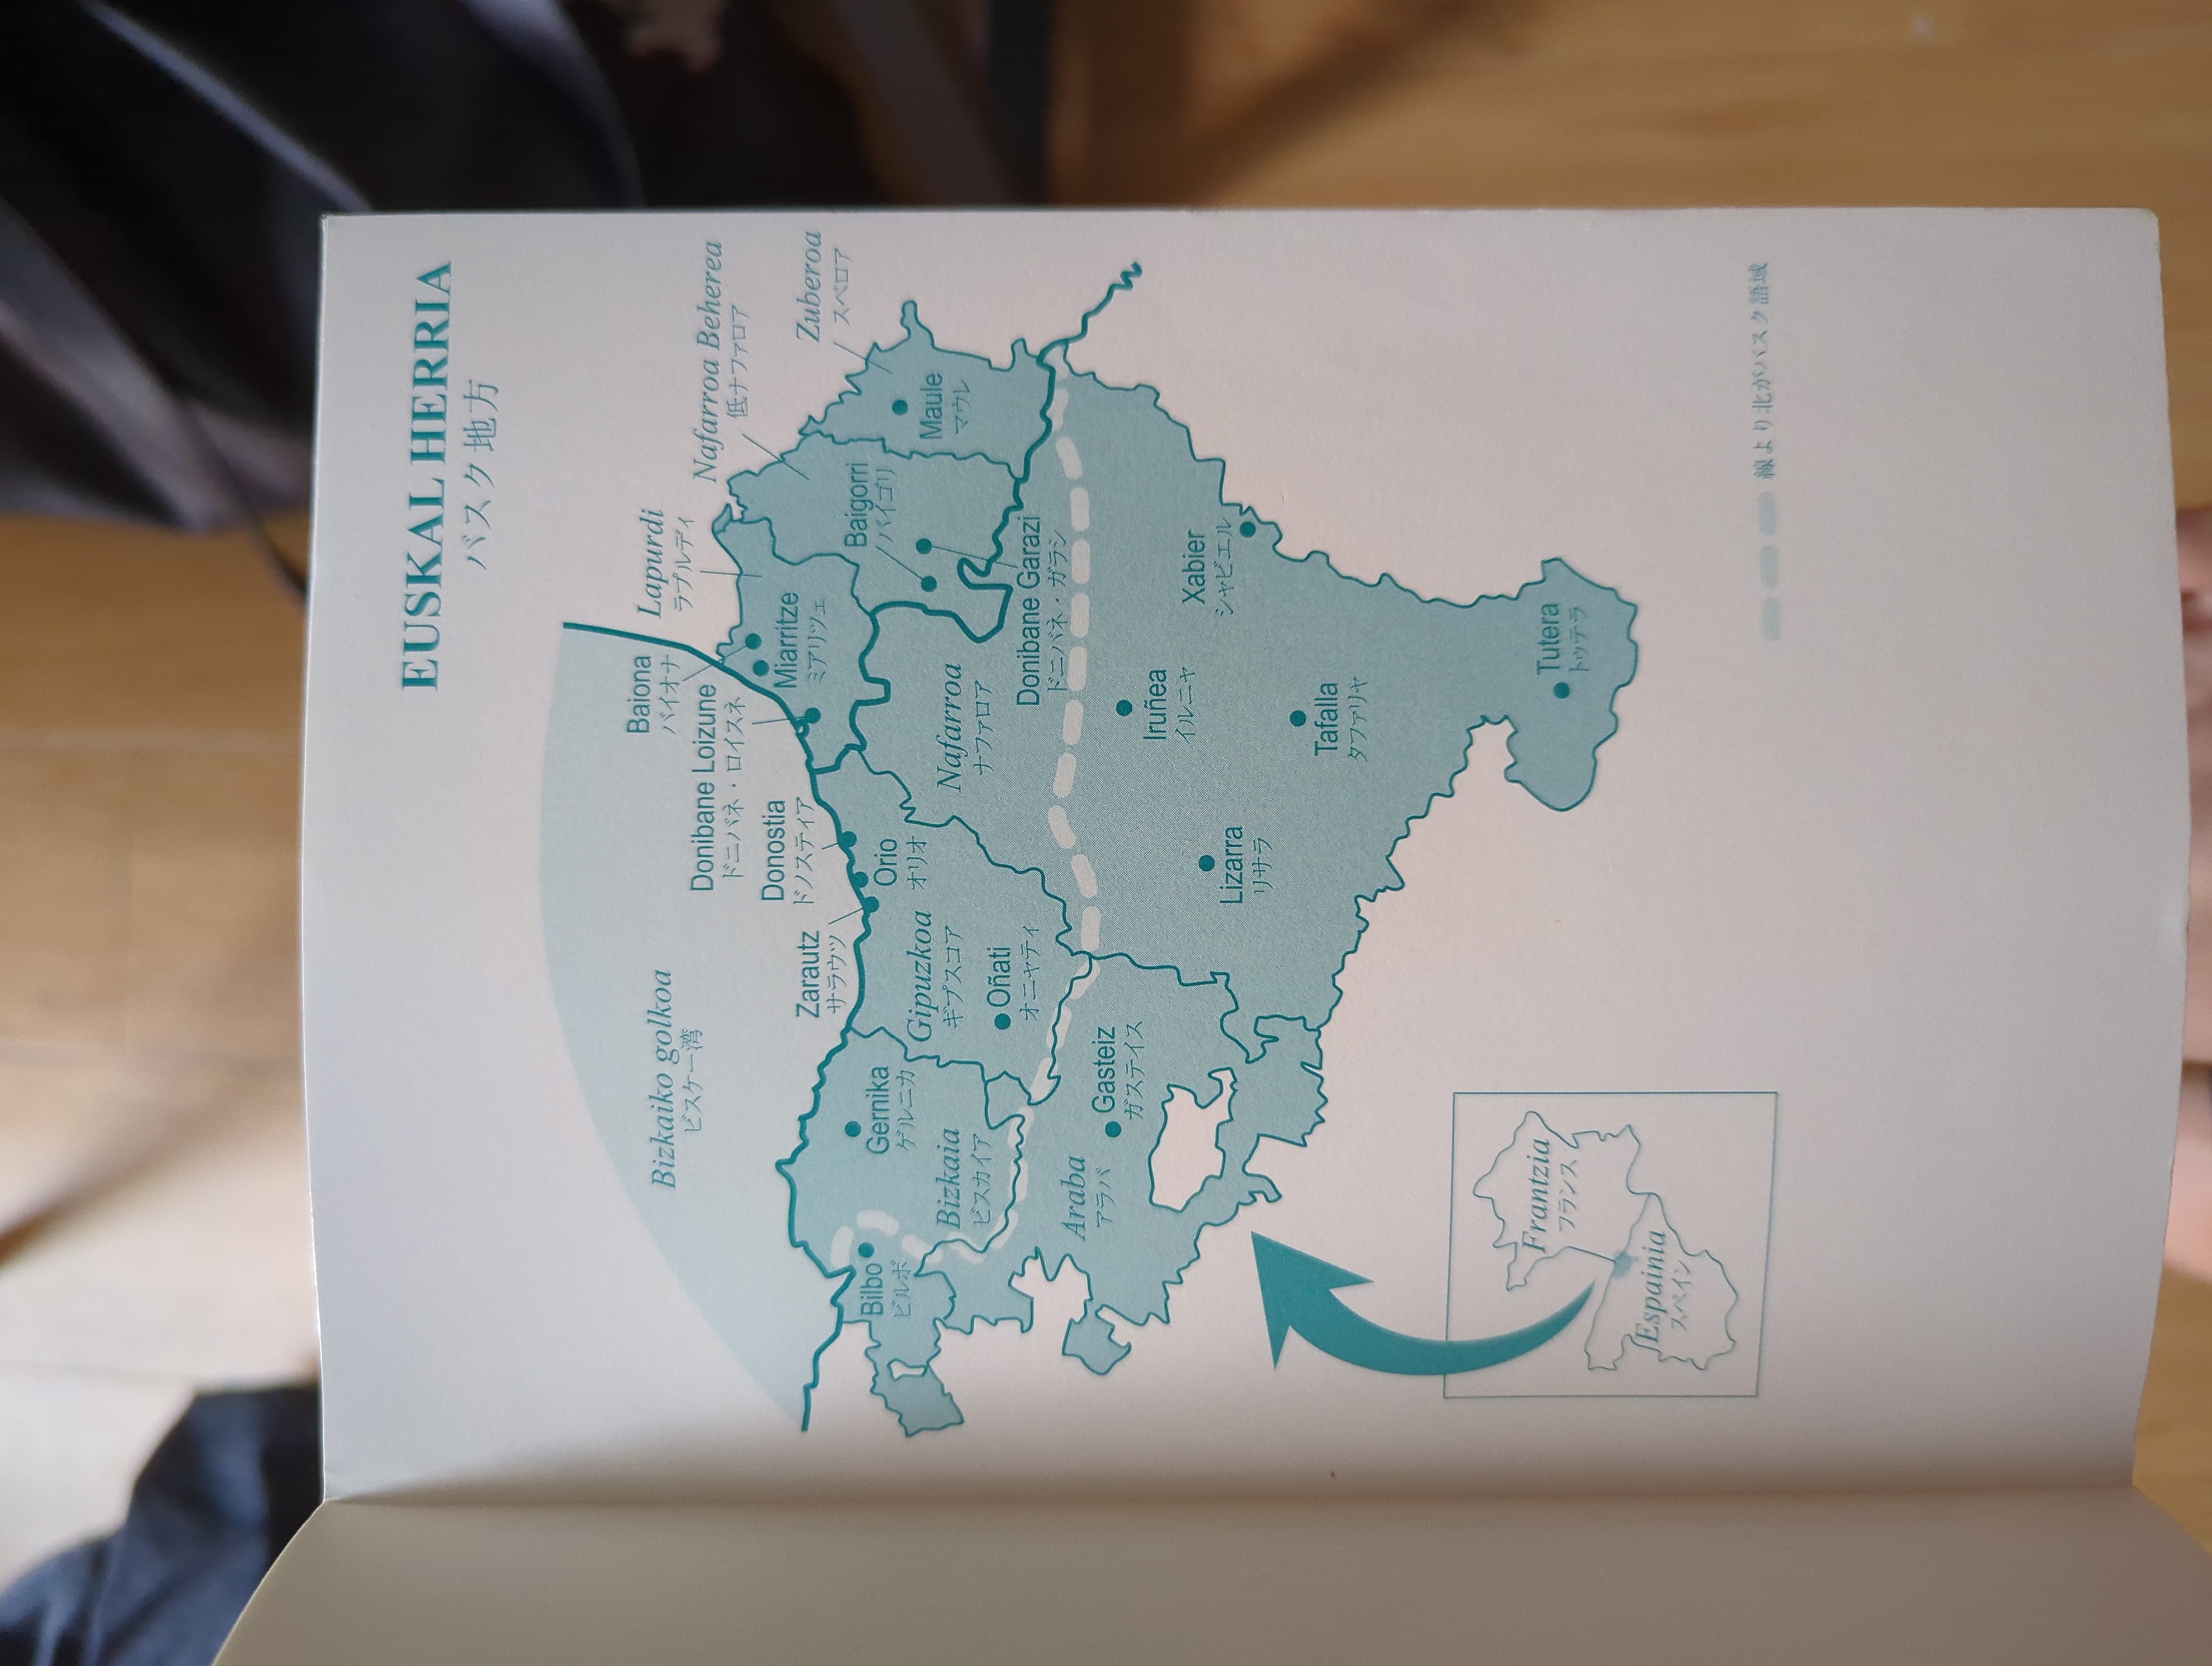 EUSKAL HERRIA
バスク地方
Bizkaiko golkoa
ビスケー湾
Baiona
バイオナ
Lapurdi
ラプルディ
Donibane Loizune
ドニバネ・ロイスネ
Nafarroa Beherea
低ナファロア
Donostia
ドノスティア
Zarautz
サラウツ
Miarritze
ミアリツェ
Zuberoa
スベロア
Bilbo
ビルボ
Gernika
ゲルニカ
Orio
オリオ
Baigorri
バイゴリ
Gipuzkoa
ギプスコア
Maule
マウレ
Bizkaia
ビスカイア
Nafarroa
ナファロア
Oñati
オニャティ
Donibane Garazi
ドニバネ・ガラシ
Araba
アラバ
Gasteiz
ガステイス
Iruñea
イルニャ
Xabier
シャビエル
Lizarra
リサラ
Tafalla
タファリャ
Tutera
トゥテラ
Frantzia
フランス
Espainia
スペイン
線より北がバスク語域